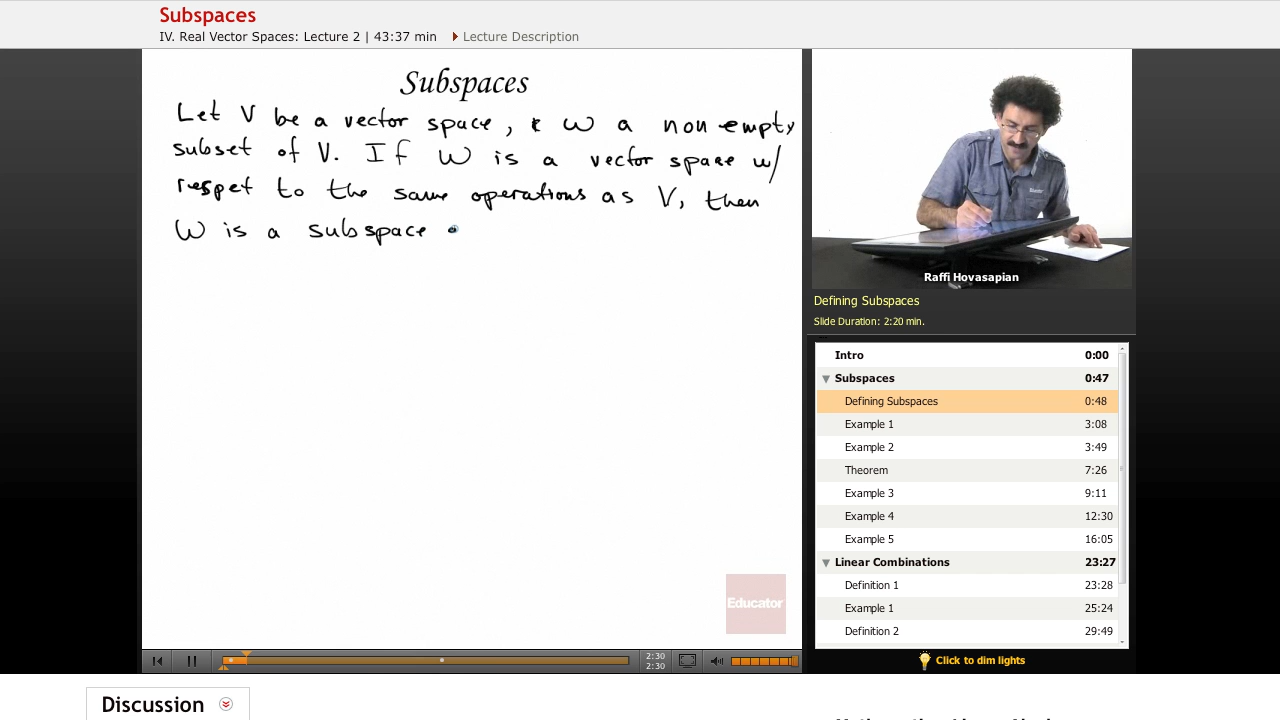 Subspaces
IV. Real Vector Spaces: Lecture 2 | 43:37 min
Lecture Description
Subspaces
Let V be a vector space, & W a non empty
subset of V. If W is a vector space w/
respet to the same operations as V, then
W is a subspace
Raffi Hovasapian
Defining Subspaces
Slide Duration: 2:20 min.
Intro 0:00
Subspaces 0:47
Defining Subspaces 0:48
Example 1 3:08
Example 2 3:49
Theorem 7:26
Example 3 9:11
Example 4 12:30
Example 5 16:05
Linear Combinations 23:27
Definition 1 23:28
Example 1 25:24
Definition 2 29:49
Educator
2:30
2:30
Click to dim lights
Discussion